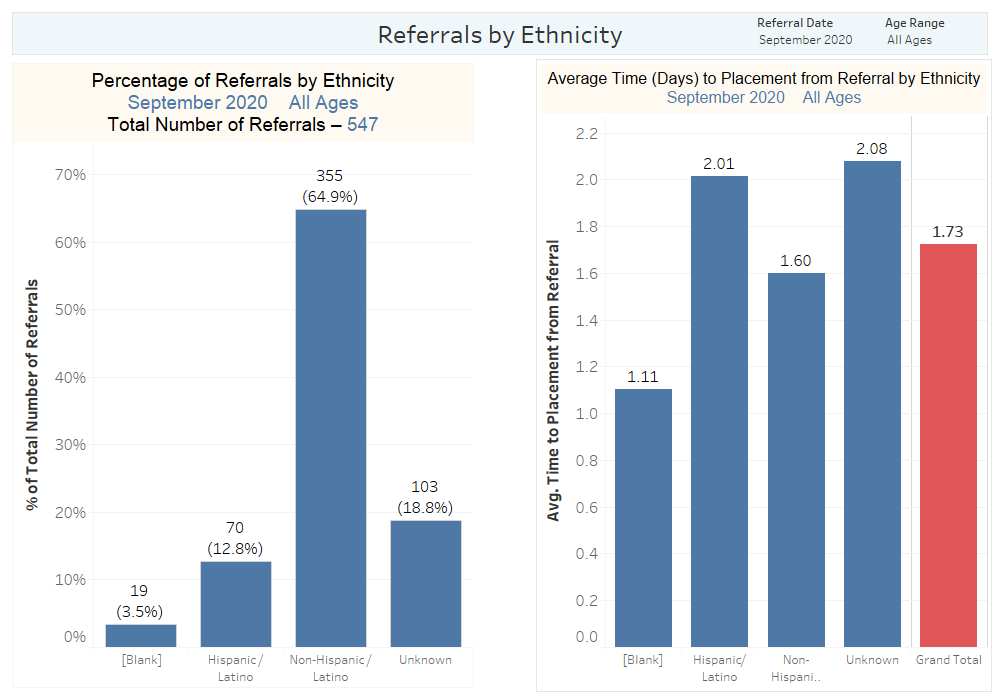 Referrals by Ethnicity
Referral Date
September 2020
Age Range
All Ages
Percentage of Referrals by Ethnicity
September 2020 All Ages
Total Number of Referrals – 547
% of Total Number of Referrals
70%
60%
50%
40%
30%
20%
10%
0%
19
(3.5%)
70
(12.8%)
355
(64.9%)
103
(18.8%)
[Blank]
Hispanic/
Latino
Non-Hispanic/
Latino
Unknown
Average Time (Days) to Placement from Referral by Ethnicity
September 2020 All Ages
Avg. Time to Placement from Referral
2.2
2.0
1.8
1.6
1.4
1.2
1.0
0.8
0.6
0.4
0.2
0.0
1.11
2.01
1.60
2.08
1.73
[Blank]
Hispanic/
Latino
Non-
Hispani..
Unknown
Grand Total